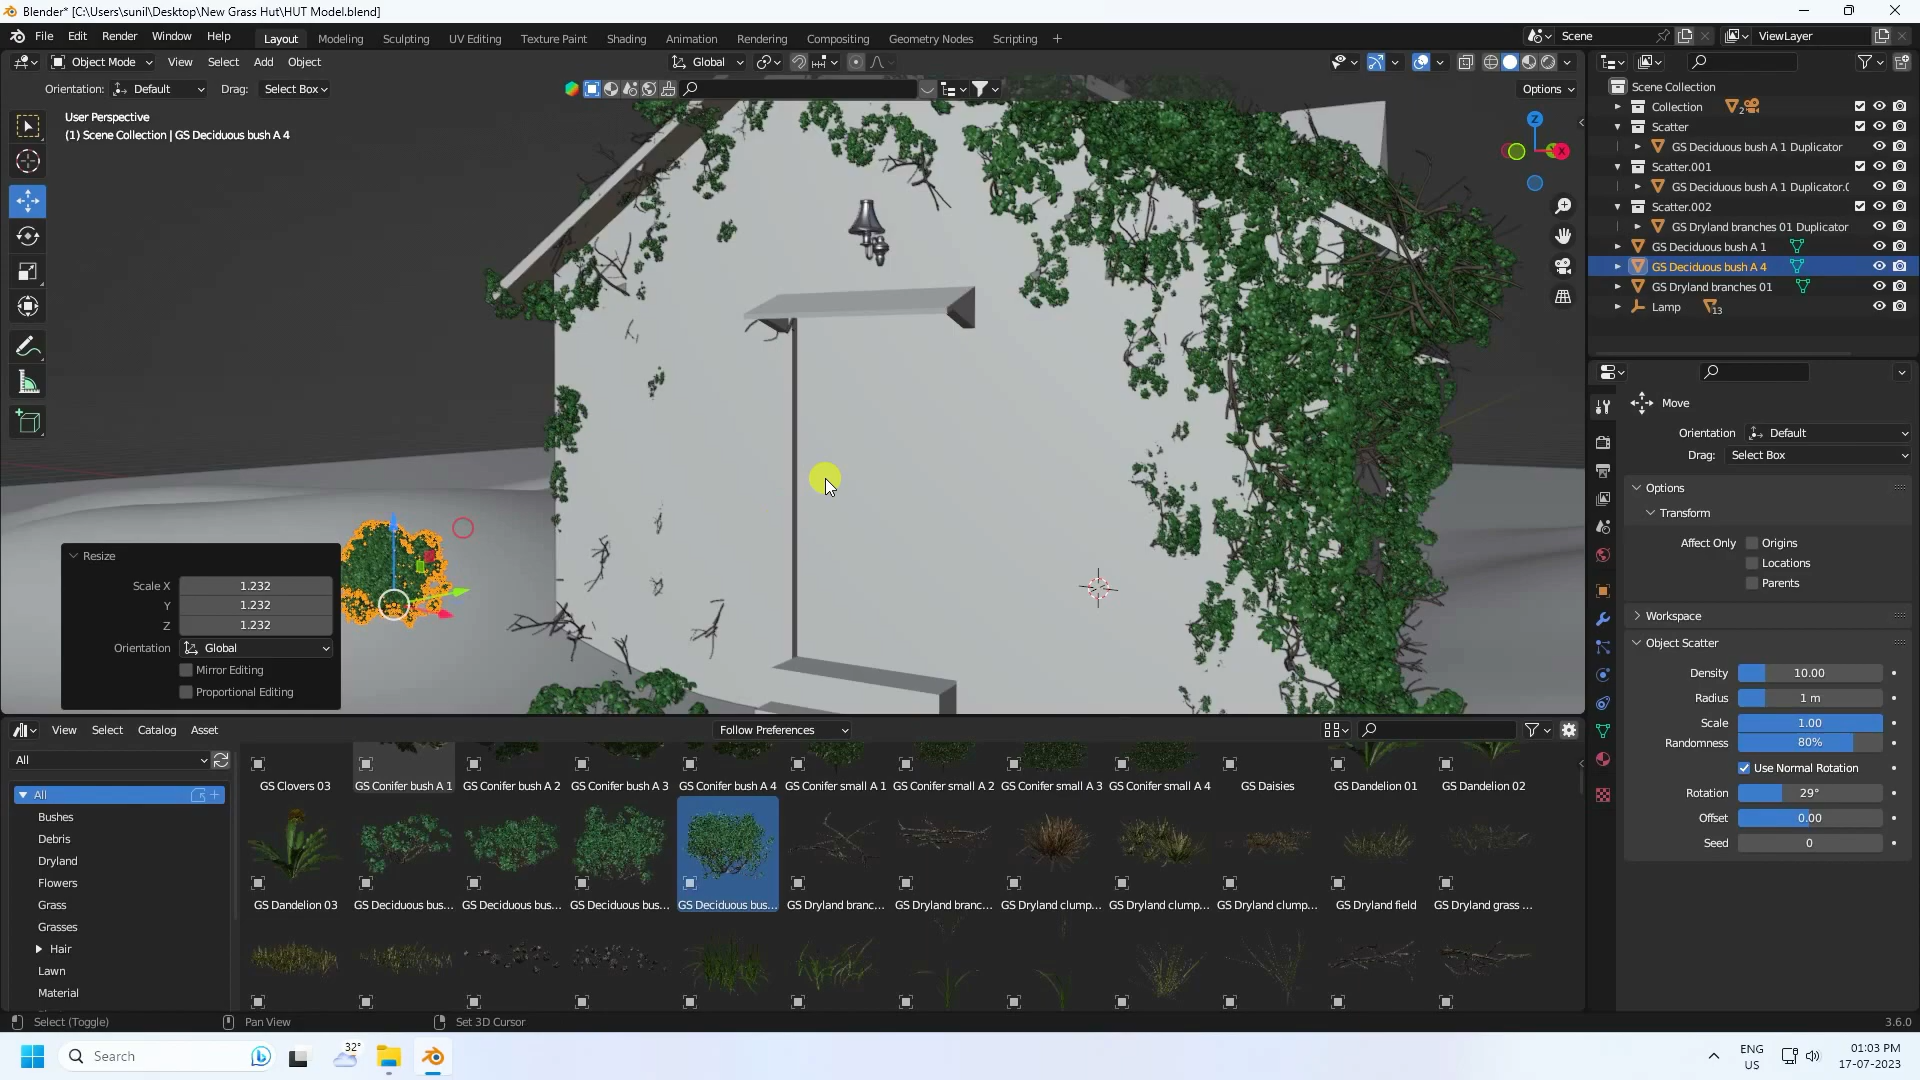 Blender* [C:\Users\sunil\Desktop\New Grass Hut\HUT Model.blend]
File Edit Render Window Help Layout Modeling Sculpting UV Editing Texture Paint Shading Animation Rendering Compositing Geometry Nodes Scripting +
Scene ViewLayer
Object Mode View Select Add Object Global
Orientation: Default Drag: Select Box Options
User Perspective
(1) Scene Collection | GS Deciduous bush A 4
Z
X
Scene Collection
Collection 2
Scatter
GS Deciduous bush A 1 Duplicator
Scatter.001
GS Deciduous bush A 1 Duplicator.(
Scatter.002
GS Dryland branches 01 Duplicator
GS Deciduous bush A 1
GS Deciduous bush A 4
GS Dryland branches 01
Lamp 13
Move
Orientation Default
Drag: Select Box
Options
Transform
Affect Only Origins
Locations
Parents
Workspace
Object Scatter
Density 10.00
Radius 1 m
Scale 1.00
Randomness 80%
Use Normal Rotation
Rotation 29°
Offset 0.00
Seed 0
Resize
Scale X 1.232
Y 1.232
Z 1.232
Orientation Global
Mirror Editing
Proportional Editing
View Select Catalog Asset Follow Preferences
All
All
Bushes
Debris
Dryland
Flowers
Grass
Grasses
Hair
Lawn
Material
GS Clovers 03 GS Conifer bush A 1 GS Conifer bush A 2 GS Conifer bush A 3 GS Conifer bush A 4 GS Conifer small A 1 GS Conifer small A 2 GS Conifer small A 3 GS Conifer small A 4 GS Daisies GS Dandelion 01 GS Dandelion 02
GS Dandelion 03 GS Deciduous bus... GS Deciduous bus... GS Deciduous bus... GS Deciduous bus... GS Dryland branc... GS Dryland branc... GS Dryland clump... GS Dryland clump... GS Dryland clump... GS Dryland field GS Dryland grass ...
Select (Toggle) Pan View Set 3D Cursor 3.6.0
Search 32° ENG
US
01:03 PM
17-07-2023